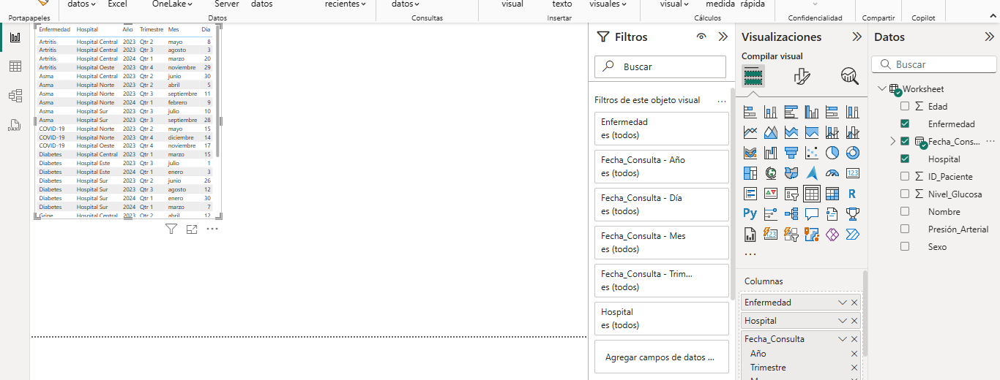 datos Excel OneLake Server datos recientes datos visual texto visuales visual medida rápida
Portapapeles Datos Consultas Insertar Cálculos Confidencialidad Compartir Copilot
Enfermedad Hospital Año Trimestre Mes Día
Artritis Hospital Central 2023 Qtr 2 mayo 8
Artritis Hospital Central 2023 Qtr 3 agosto 3
Artritis Hospital Central 2024 Qtr 1 marzo 20
Artritis Hospital Oeste 2023 Qtr 4 noviembre 29
Asma Hospital Central 2023 Qtr 2 junio 30
Asma Hospital Norte 2023 Qtr 2 abril 5
Asma Hospital Norte 2023 Qtr 3 septiembre 11
Asma Hospital Norte 2024 Qtr 1 febrero 9
Asma Hospital Sur 2023 Qtr 3 julio 10
Asma Hospital Sur 2023 Qtr 3 septiembre 28
COVID-19 Hospital Norte 2023 Qtr 2 mayo 15
COVID-19 Hospital Norte 2023 Qtr 4 diciembre 14
COVID-19 Hospital Oeste 2023 Qtr 4 noviembre 17
Diabetes Hospital Central 2023 Qtr 1 marzo 15
Diabetes Hospital Este 2023 Qtr 3 julio 1
Diabetes Hospital Este 2024 Qtr 1 enero 3
Diabetes Hospital Sur 2023 Qtr 2 junio 26
Diabetes Hospital Sur 2023 Qtr 3 agosto 12
Diabetes Hospital Sur 2024 Qtr 1 enero 30
Diabetes Hospital Sur 2024 Qtr 1 marzo 7
Gripe Hospital Central 2023 Qtr 2 abril 12
DAX
Filtros
Buscar
Filtros de este objeto visual ...
Enfermedad
es (todos)
Fecha_Consulta - Año
es (todos)
Fecha_Consulta - Día
es (todos)
Fecha_Consulta - Mes
es (todos)
Fecha_Consulta - Trim...
es (todos)
Hospital
es (todos)
Agregar campos de datos ...
Visualizaciones
Compilar visual
123
R
Py
123
...
Columnas
Enfermedad
Hospital
Fecha_Consulta
Año
Trimestre
Datos
Buscar
Worksheet
Edad
Enfermedad
Fecha_Cons... ...
Hospital
ID_Paciente
Nivel_Glucosa
Nombre
Presión_Arterial
Sexo